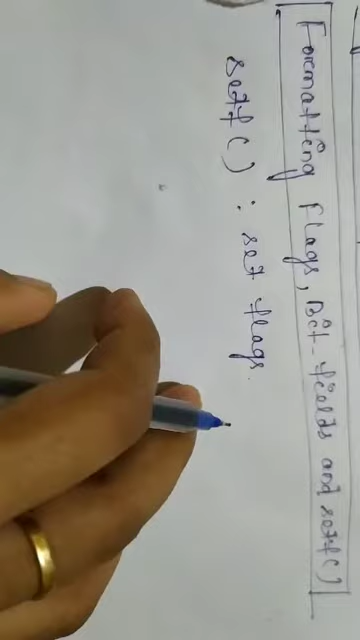 Formatting Flags, Bit-fields and setf()
setf() : set flags.